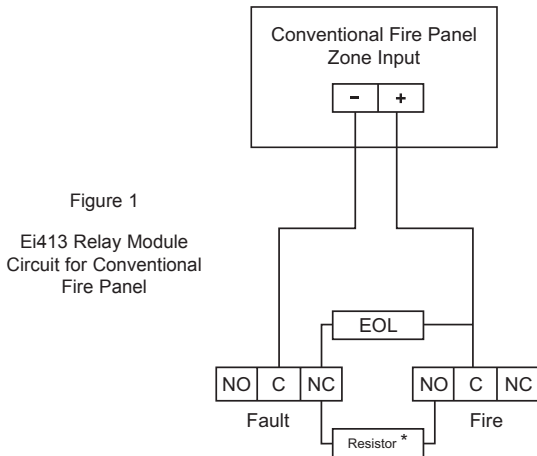 Conventional Fire Panel
Zone Input
- +
Figure 1
Ei413 Relay Module
Circuit for Conventional
Fire Panel
EOL
NO C NC NO C NC
Fault Fire
Resistor *